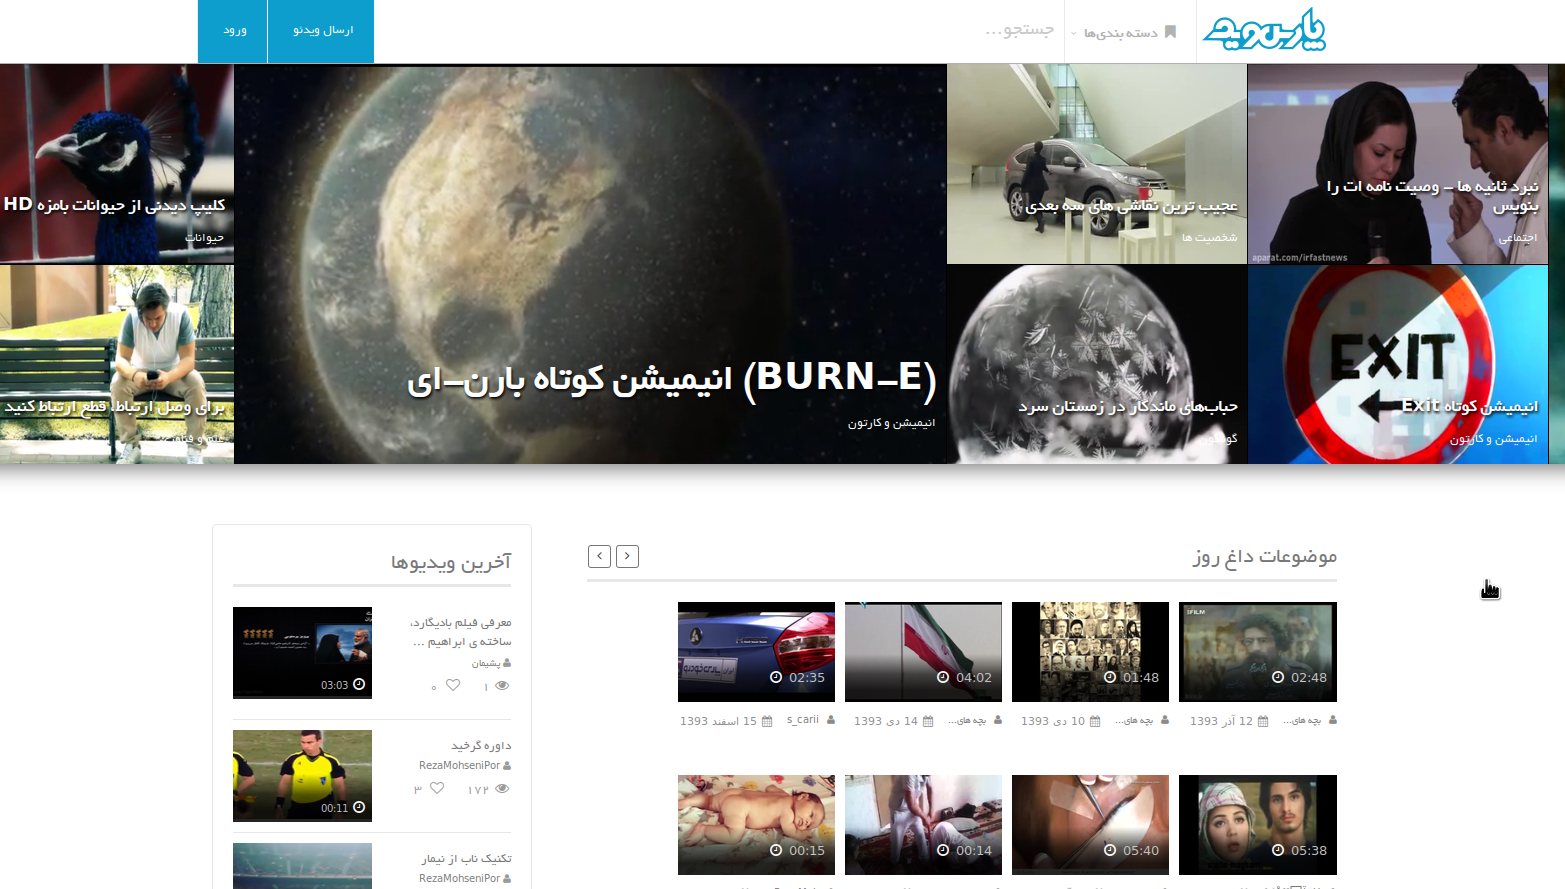 پارس‌ویدیو
دسته بندی‌ها
جستجو...
ارسال ویدئو
ورود
نبرد ثانیه ها – وصیت نامه ات را
بنویس
اجتماعی
aparat.com/irfastnews
عجیب ترین نقاشی های سه بعدی
شخصیت ها
انیمیشن کوتاه بارن-ای (BURN-E)
انیمیشن و کارتون
کلیپ دیدنی از حیوانات بامزه HD
حیوانات
EXIT
انیمیشن کوتاه Exit
انیمیشن و کارتون
حباب‌های ماندگار در زمستان سرد
برای وصل ارتباط، قطع ارتباط کنید
موضوعات داغ روز
iFILM
02:48
01:48
04:02
02:35
بچه های...
12 آذر 1393
بچه های...
10 دی 1393
بچه های...
14 دی 1393
s_carii
15 اسفند 1393
05:38
05:40
00:14
00:15
آخرین ویدیوها
معرفی فیلم بادیگارد،
ساخته ی ابراهیم ...
پشیمان
۱
۰
03:03
داوره گرخید
RezaMohseniPor
۱۷۲
۳
00:11
تکنیک ناب از نیمار
RezaMohseniPor